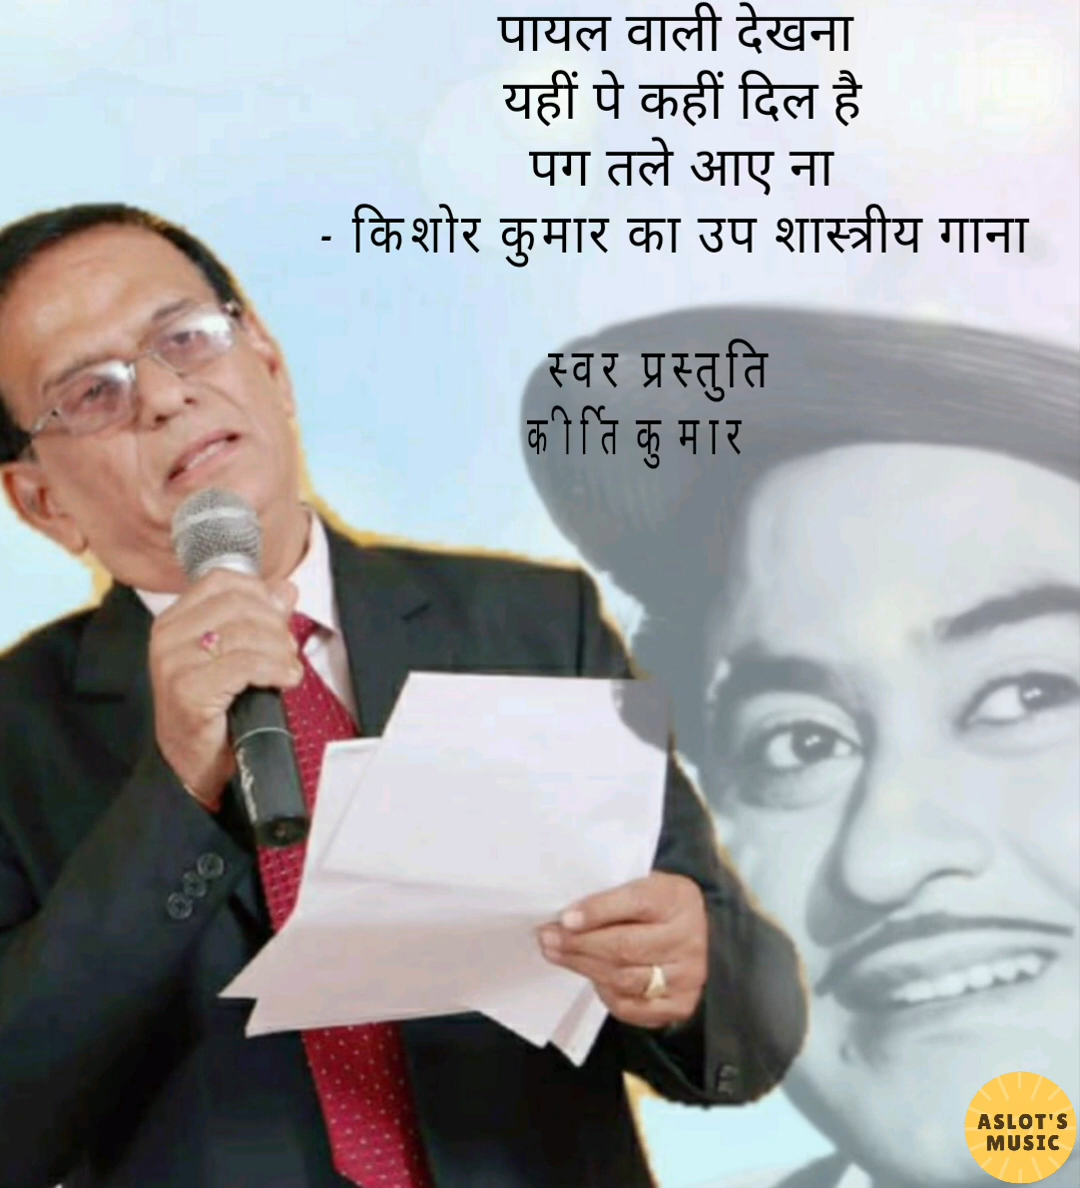 पायल वाली देखना
यहीं पे कहीं दिल है
पग तले आए ना
- किशोर कुमार का उप शास्त्रीय गाना
स्वर प्रस्तुति
कीर्ति कुमार
ASLOT'S
MUSIC